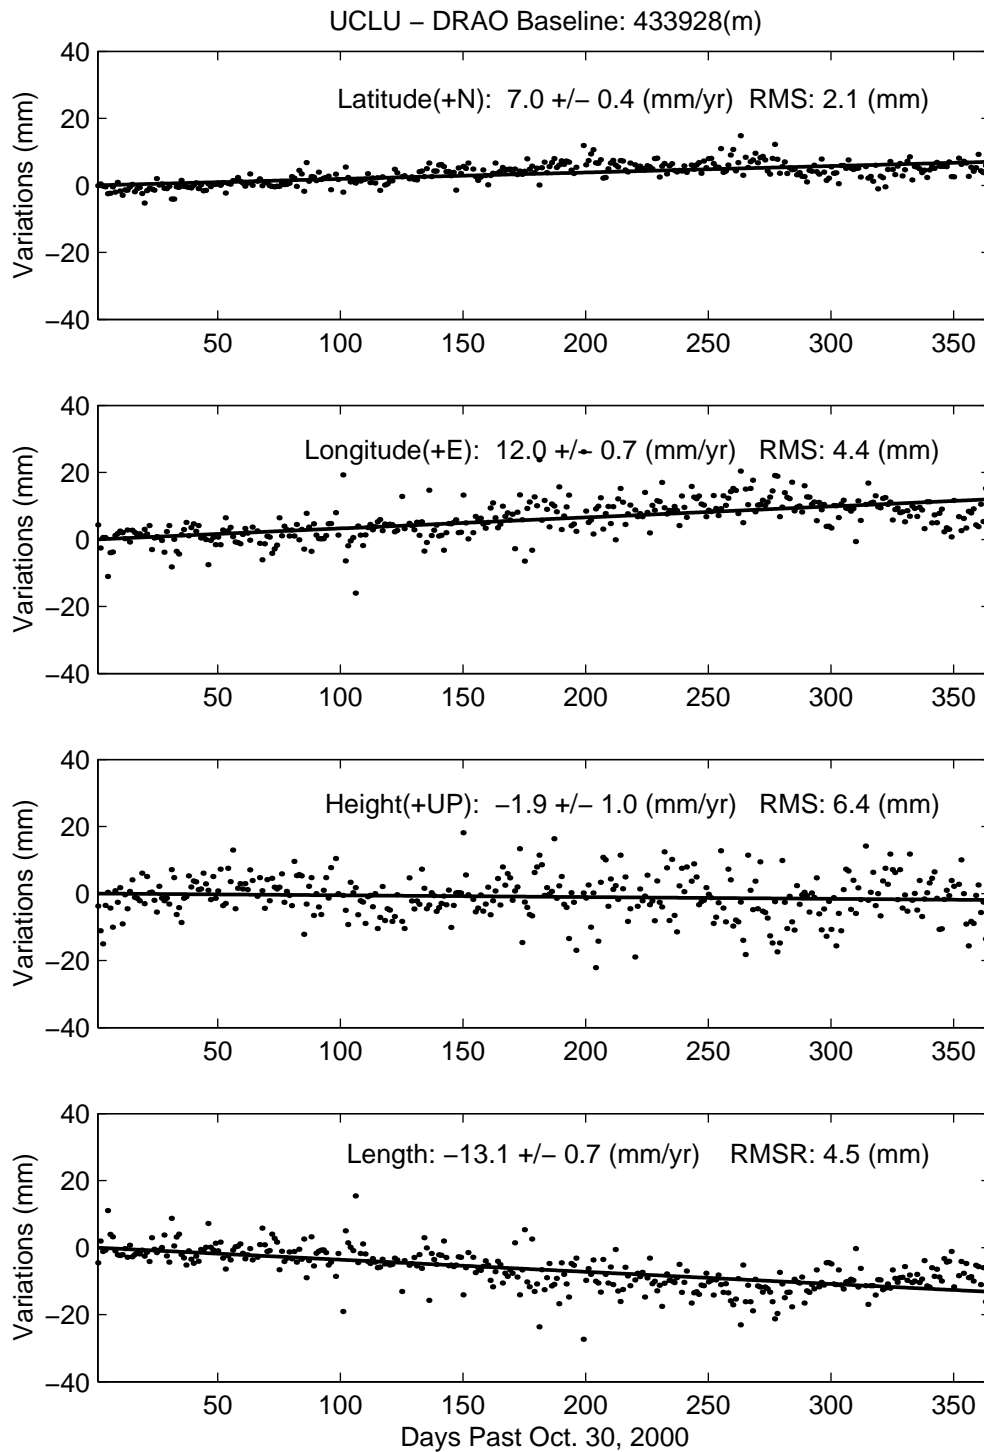 UCLU – DRAO Baseline: 433928(m)
40
20
0
−20
−40
Variations (mm)
Latitude(+N): 7.0 +/− 0.4 (mm/yr) RMS: 2.1 (mm)
50 100 150 200 250 300 350
40
20
0
−20
−40
Variations (mm)
Longitude(+E): 12.0 +/− 0.7 (mm/yr) RMS: 4.4 (mm)
50 100 150 200 250 300 350
40
20
0
−20
−40
Variations (mm)
Height(+UP): −1.9 +/− 1.0 (mm/yr) RMS: 6.4 (mm)
50 100 150 200 250 300 350
40
20
0
−20
−40
Variations (mm)
Length: −13.1 +/− 0.7 (mm/yr) RMSR: 4.5 (mm)
50 100 150 200 250 300 350
Days Past Oct. 30, 2000